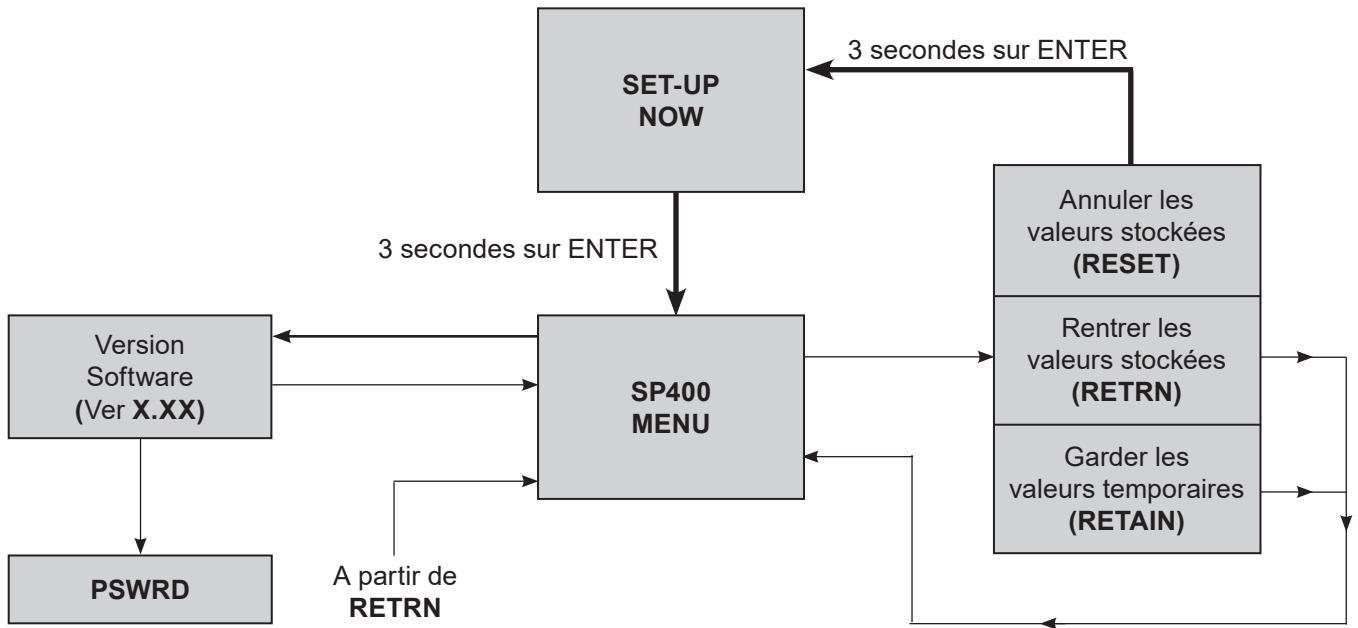 SET-UP
NOW
3 secondes sur ENTER
3 secondes sur ENTER
Annuler les
valeurs stockées
(RESET)
Rentrer les
valeurs stockées
(RETRN)
Garder les
valeurs temporaires
(RETAIN)
Version
Software
(Ver X.XX)
SP400
MENU
PSWRD
A partir de
RETRN